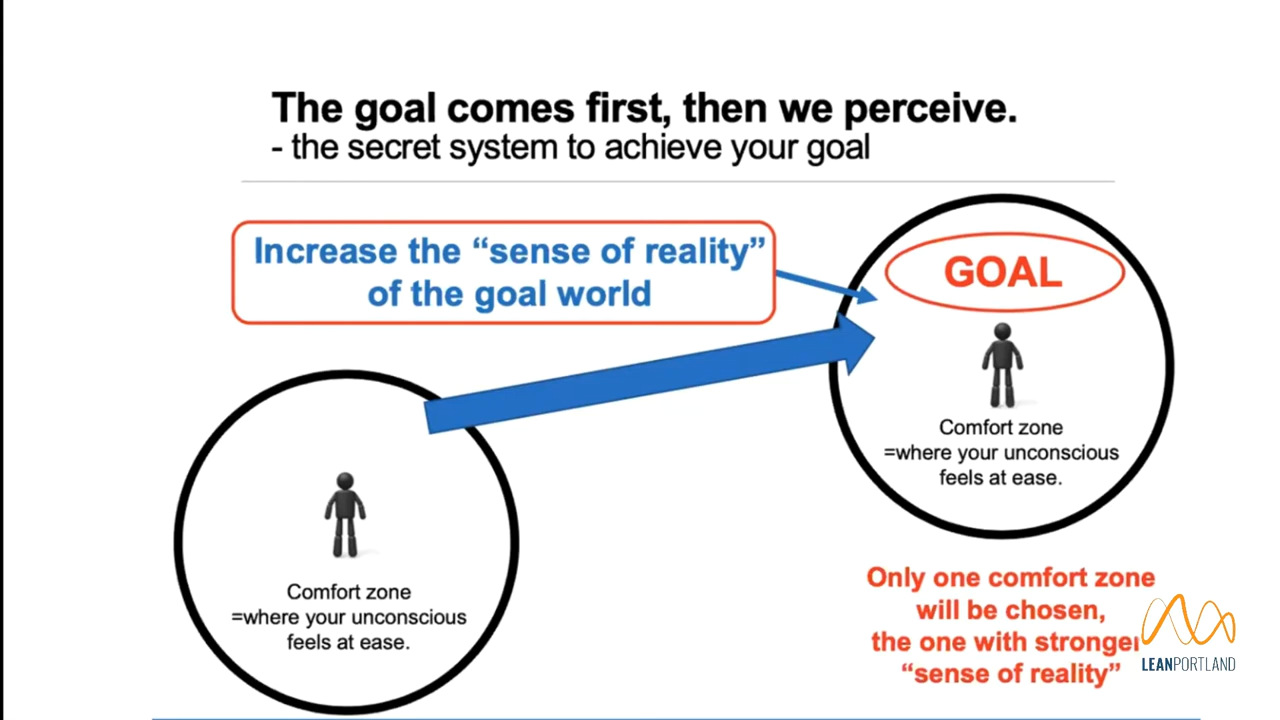 The goal comes first, then we perceive.
- the secret system to achieve your goal
Increase the “sense of reality”
of the goal world
GOAL
Comfort zone
=where your unconscious
feels at ease.
Comfort zone
=where your unconscious
feels at ease.
Only one comfort zone
will be chosen,
the one with stronger
“sense of reality”
LEANPORTLAND